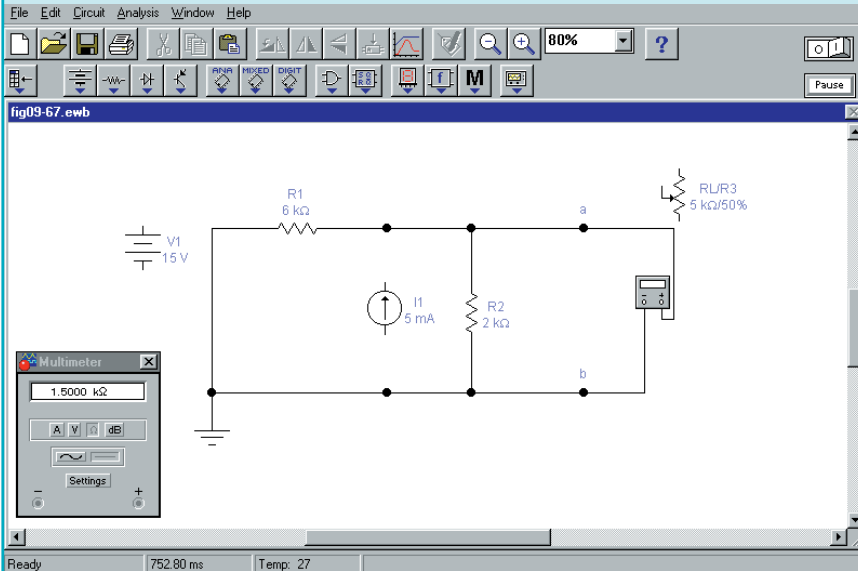 File Edit Circuit Analysis Window Help
80%
?
ANA MIXED DIGIT
f M
Pause
fig09-67.ewb
R1
6 kΩ
a
RL/R3
5 kΩ/50%
V1
15 V
I1
5 mA
R2
2 kΩ
- +
b
Multimeter
1.5000 kΩ
A V Ω dB
Settings
- +
Ready 752.80 ms Temp: 27